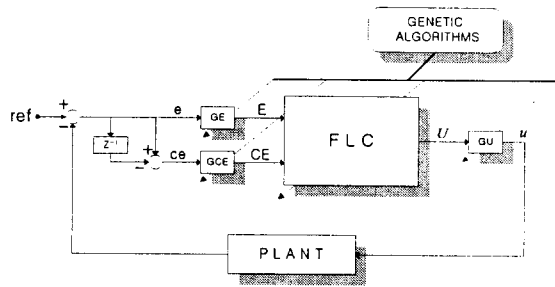 GENETIC
ALGORITHMS
ref
+
−
e
GE
E
Z⁻¹
+
−
ce
GCE
CE
FLC
U
GU
u
PLANT